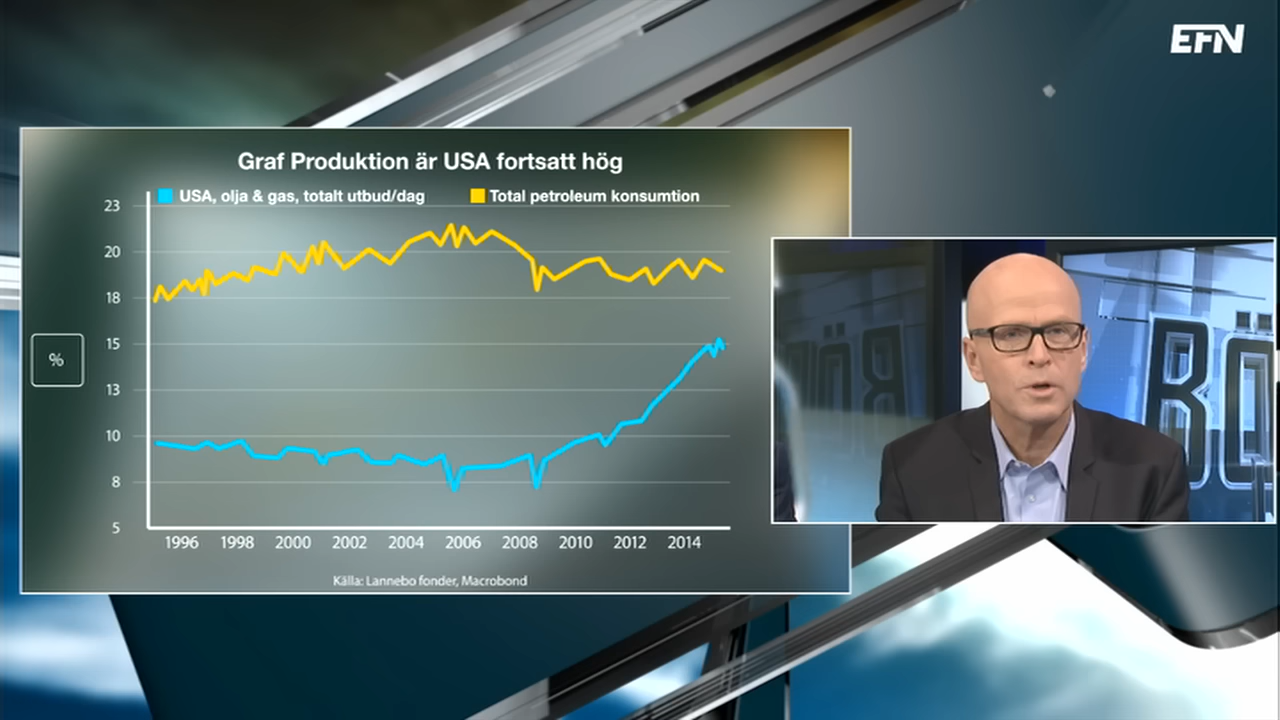 EFN
Graf Produktion är USA fortsatt hög
USA, olja & gas, totalt utbud/dag
Total petroleum konsumtion
23
20
18
15
13
10
8
5
%
1996 1998 2000 2002 2004 2006 2008 2010 2012 2014
Källa: Lannebo fonder, Macrobond
BÖ